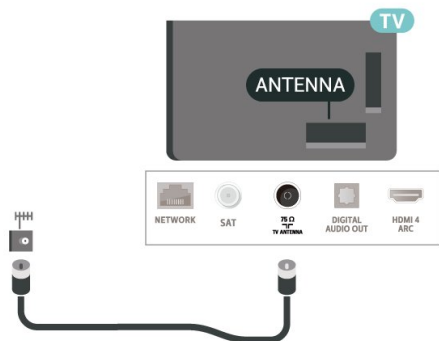 TV
ANTENNA
NETWORK
SAT
75 Ω
TV ANTENNA
DIGITAL
AUDIO OUT
HDMI 4
ARC